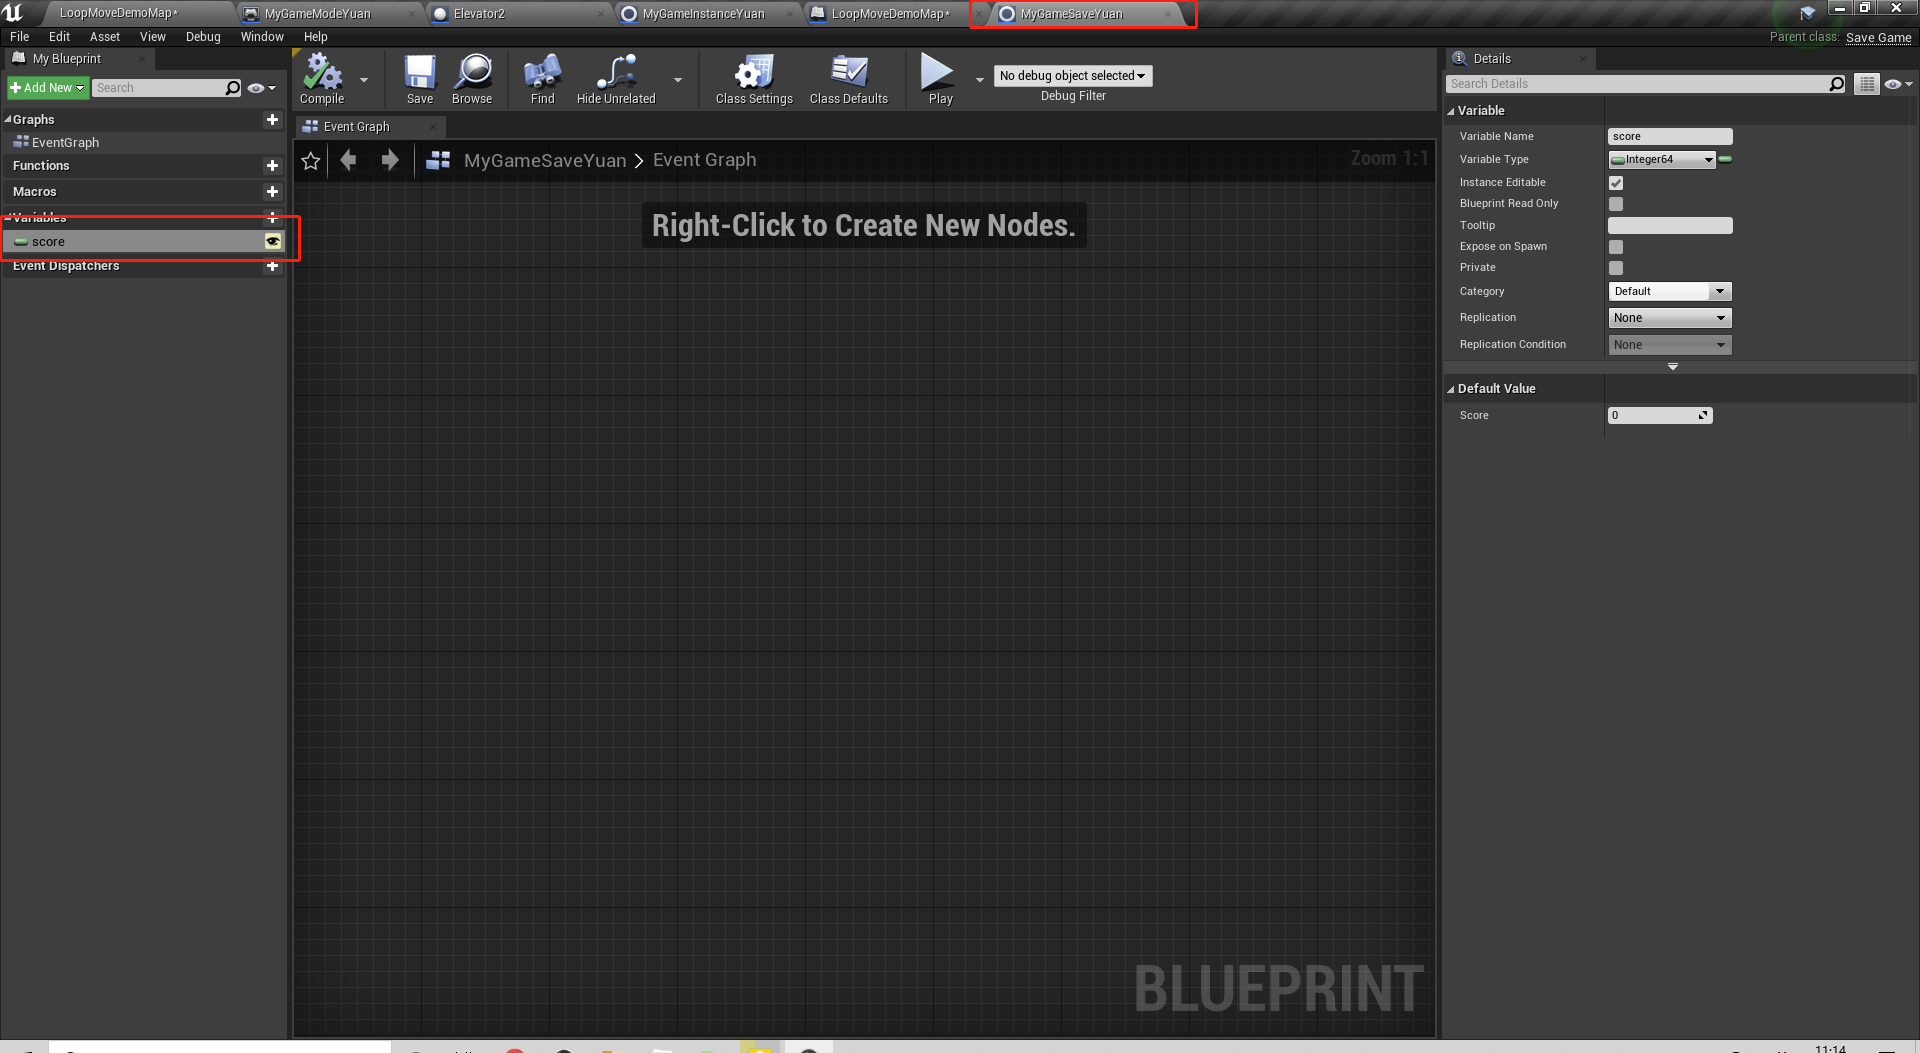 LoopMoveDemoMap*
MyGameModeYuan
Elevator2
MyGameInstanceYuan
LoopMoveDemoMap*
MyGameSaveYuan
File Edit Asset View Debug Window Help
Parent class: Save Game
My Blueprint
Add New
Search
Compile
Save
Browse
Find
Hide Unrelated
Class Settings
Class Defaults
Play
No debug object selected
Debug Filter
Graphs
EventGraph
Functions
Macros
Variables
score
Event Dispatchers
Event Graph
MyGameSaveYuan > Event Graph
Zoom 1:1
Right-Click to Create New Nodes.
BLUEPRINT
Details
Search Details
Variable
Variable Name score
Variable Type Integer64
Instance Editable
Blueprint Read Only
Tooltip
Expose on Spawn
Private
Category Default
Replication None
Replication Condition None
Default Value
Score 0
11:14